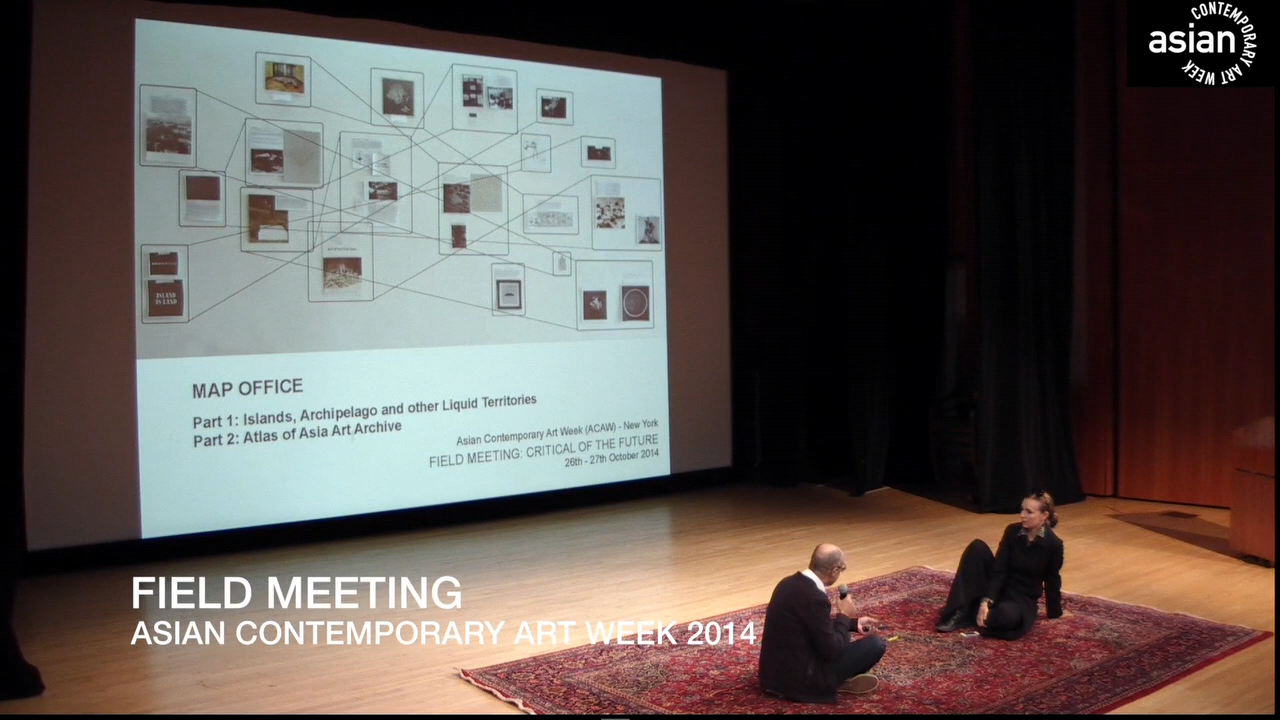 asian
CONTEMPORARY ART WEEK
ISLAND
IS LAND
MAP OFFICE
Part 1: Islands, Archipelago and other Liquid Territories
Part 2: Atlas of Asia Art Archive
Asian Contemporary Art Week (ACAW) - New York
FIELD MEETING: CRITICAL OF THE FUTURE
26th - 27th October 2014
FIELD MEETING
ASIAN CONTEMPORARY ART WEEK 2014